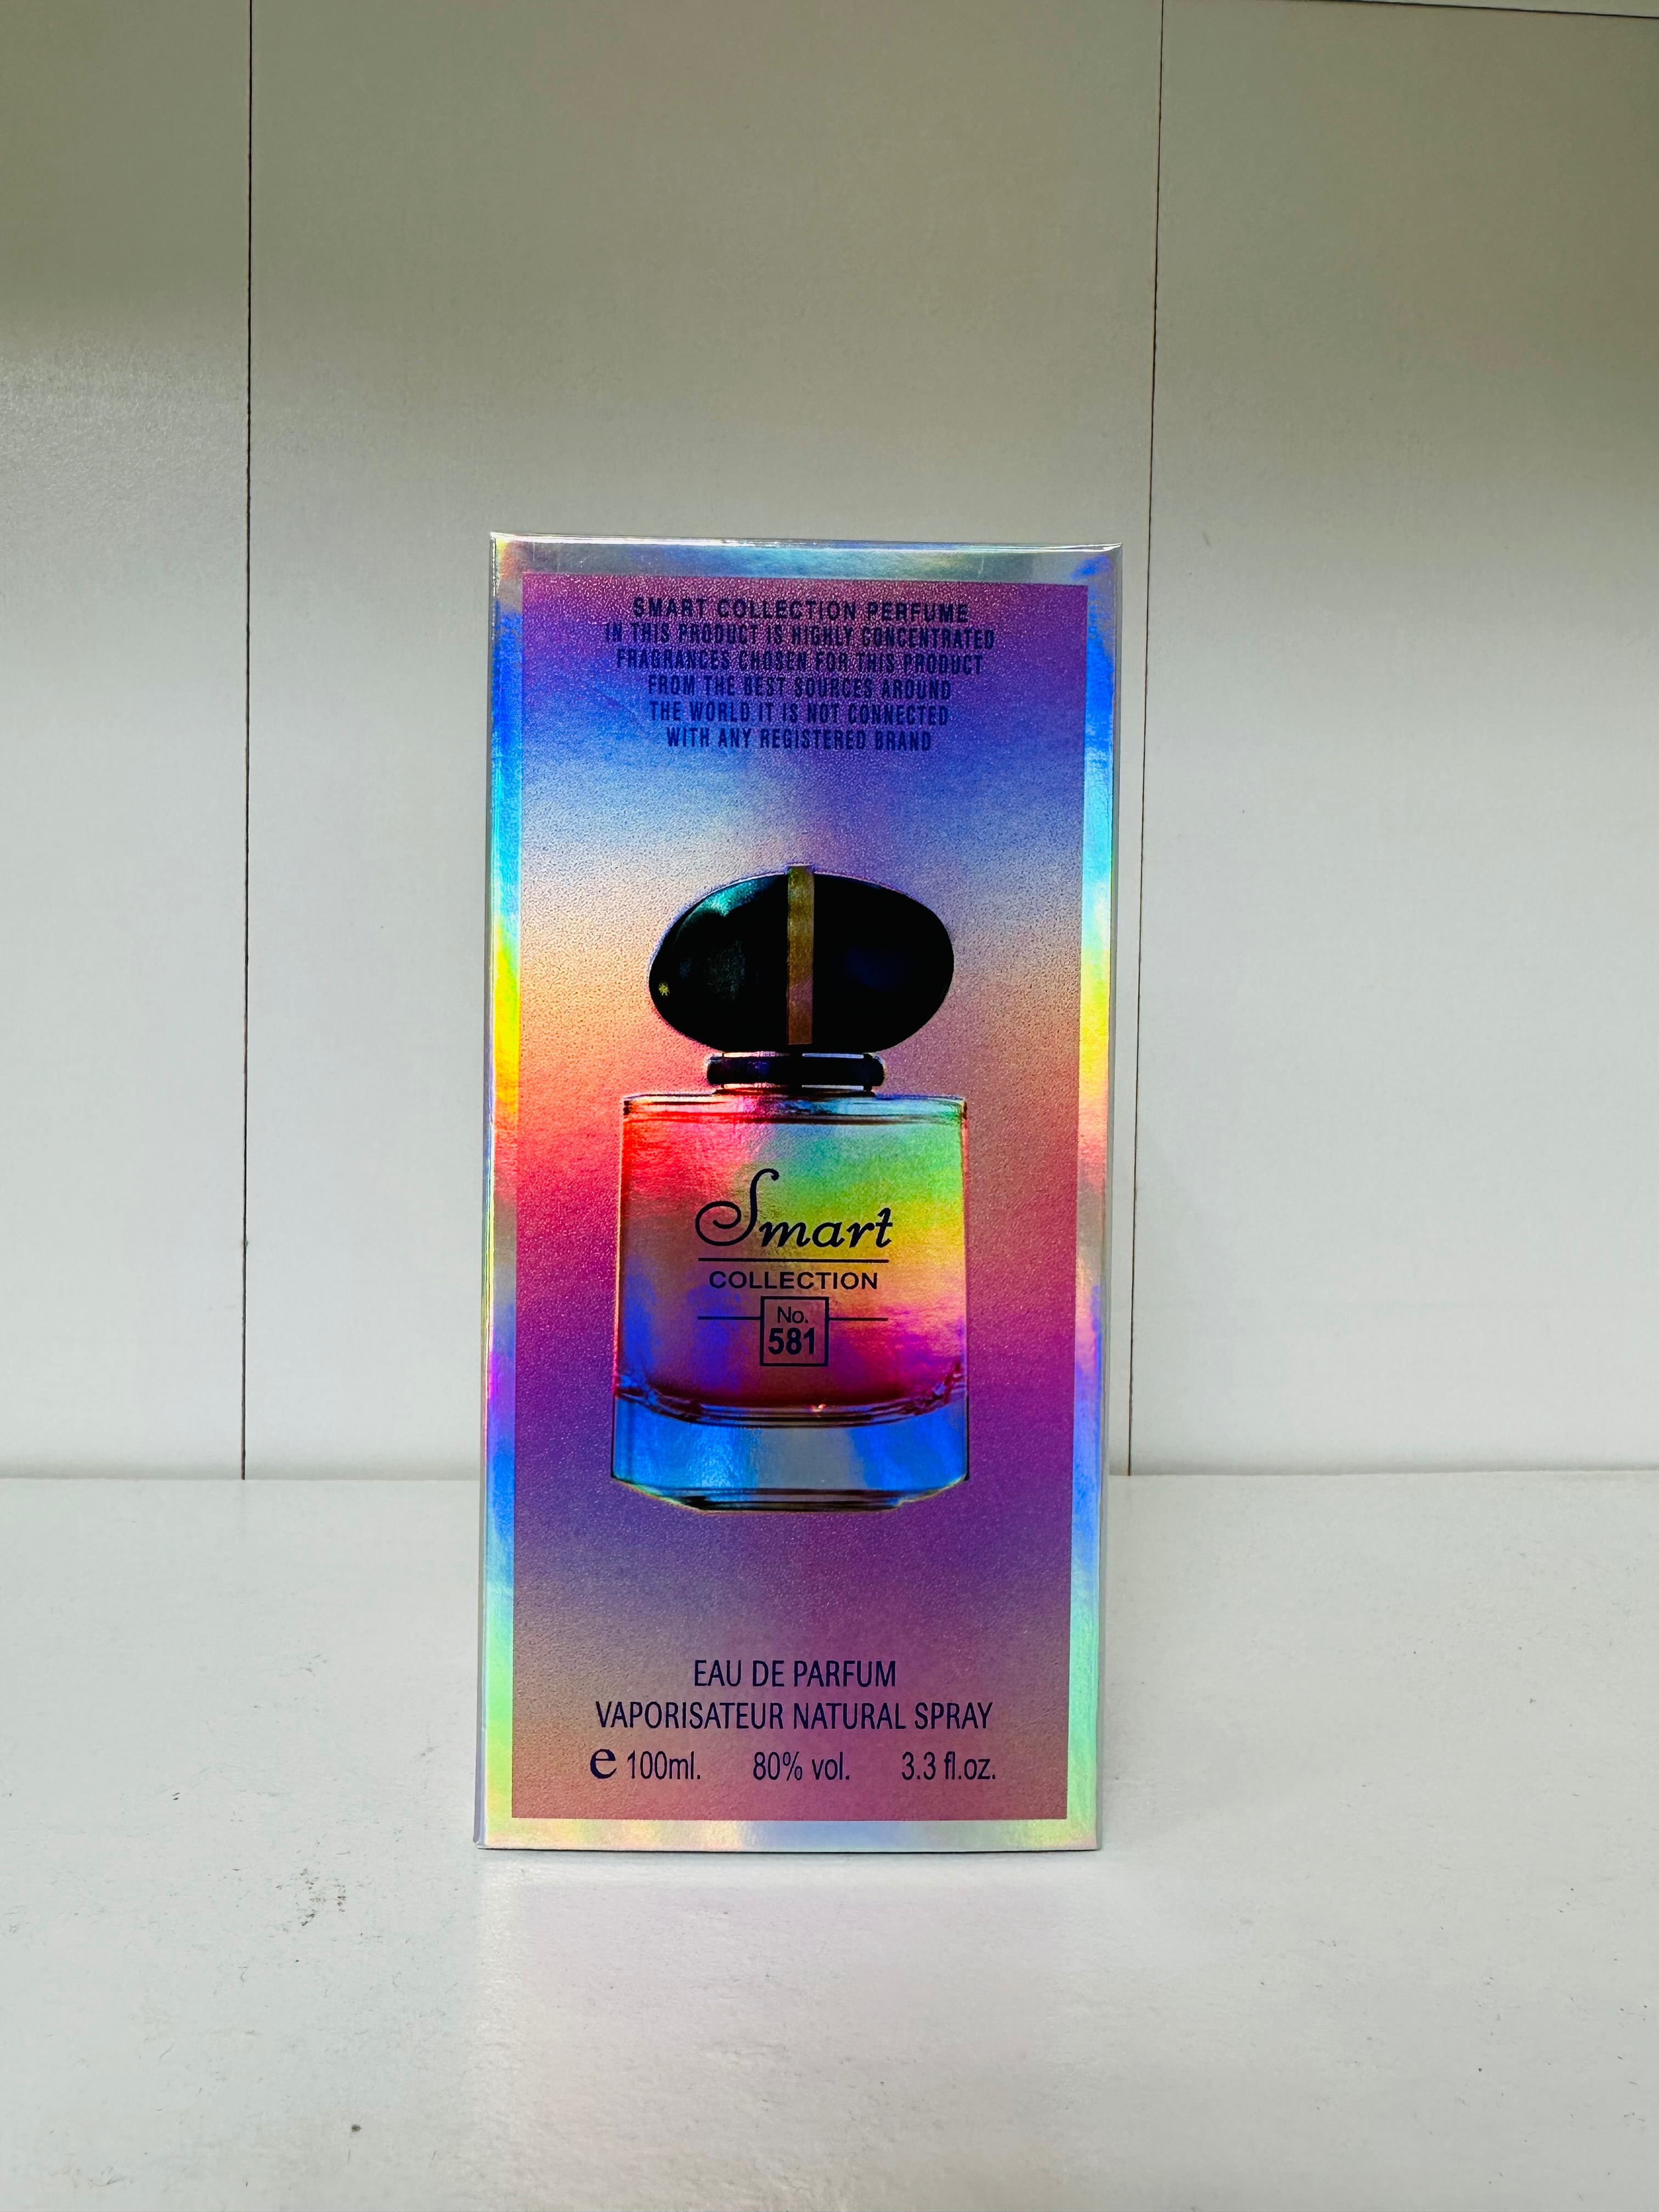 SMART COLLECTION PERFUME
IN THIS PRODUCT IS HIGHLY CONCENTRATED
FRAGRANCES CHOSEN FOR THIS PRODUCT
FROM THE BEST SOURCES AROUND
THE WORLD. IT IS NOT CONNECTED
WITH ANY REGISTERED BRAND
Smart
COLLECTION
No.
581
EAU DE PARFUM
VAPORISATEUR NATURAL SPRAY
e 100ml. 80% vol. 3.3 fl.oz.